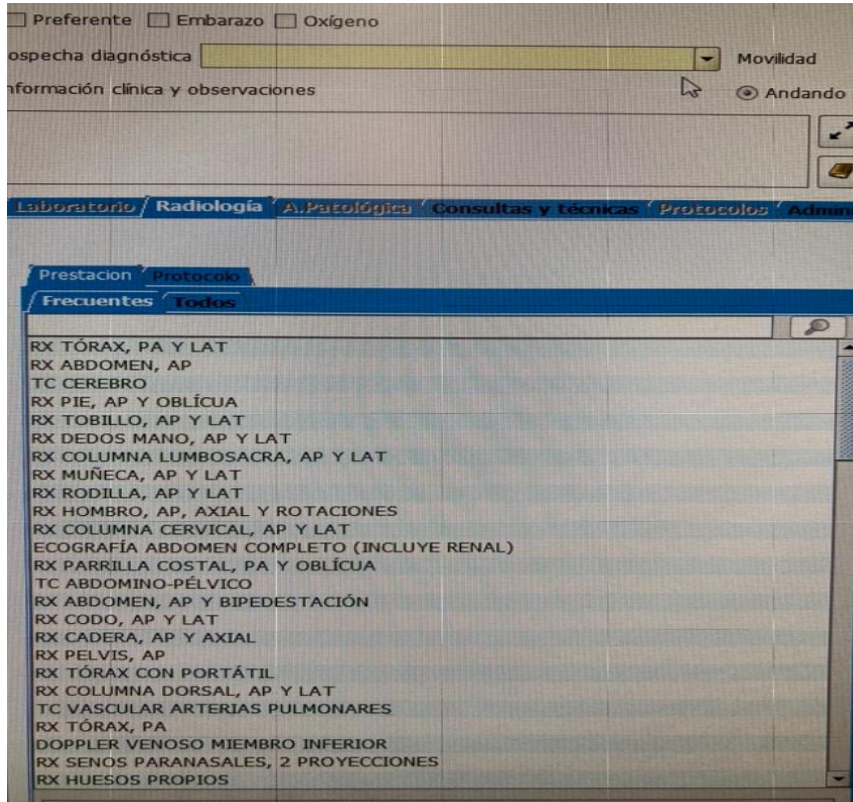 Preferente Embarazo Oxígeno
ospecha diagnóstica Movilidad
nformación clínica y observaciones Andando
Laboratorio Radiología A.Patológica Consultas y técnicas Protocolos Admin
Prestacion Protocolo
Frecuentes Todos
RX TÓRAX, PA Y LAT
RX ABDOMEN, AP
TC CEREBRO
RX PIE, AP Y OBLÍCUA
RX TOBILLO, AP Y LAT
RX DEDOS MANO, AP Y LAT
RX COLUMNA LUMBOSACRA, AP Y LAT
RX MUÑECA, AP Y LAT
RX RODILLA, AP Y LAT
RX HOMBRO, AP, AXIAL Y ROTACIONES
RX COLUMNA CERVICAL, AP Y LAT
ECOGRAFÍA ABDOMEN COMPLETO (INCLUYE RENAL)
RX PARRILLA COSTAL, PA Y OBLÍCUA
TC ABDOMINO-PÉLVICO
RX ABDOMEN, AP Y BIPEDESTACIÓN
RX CODO, AP Y LAT
RX CADERA, AP Y AXIAL
RX PELVIS, AP
RX TÓRAX CON PORTÁTIL
RX COLUMNA DORSAL, AP Y LAT
TC VASCULAR ARTERIAS PULMONARES
RX TÓRAX, PA
DOPPLER VENOSO MIEMBRO INFERIOR
RX SENOS PARANASALES, 2 PROYECCIONES
RX HUESOS PROPIOS